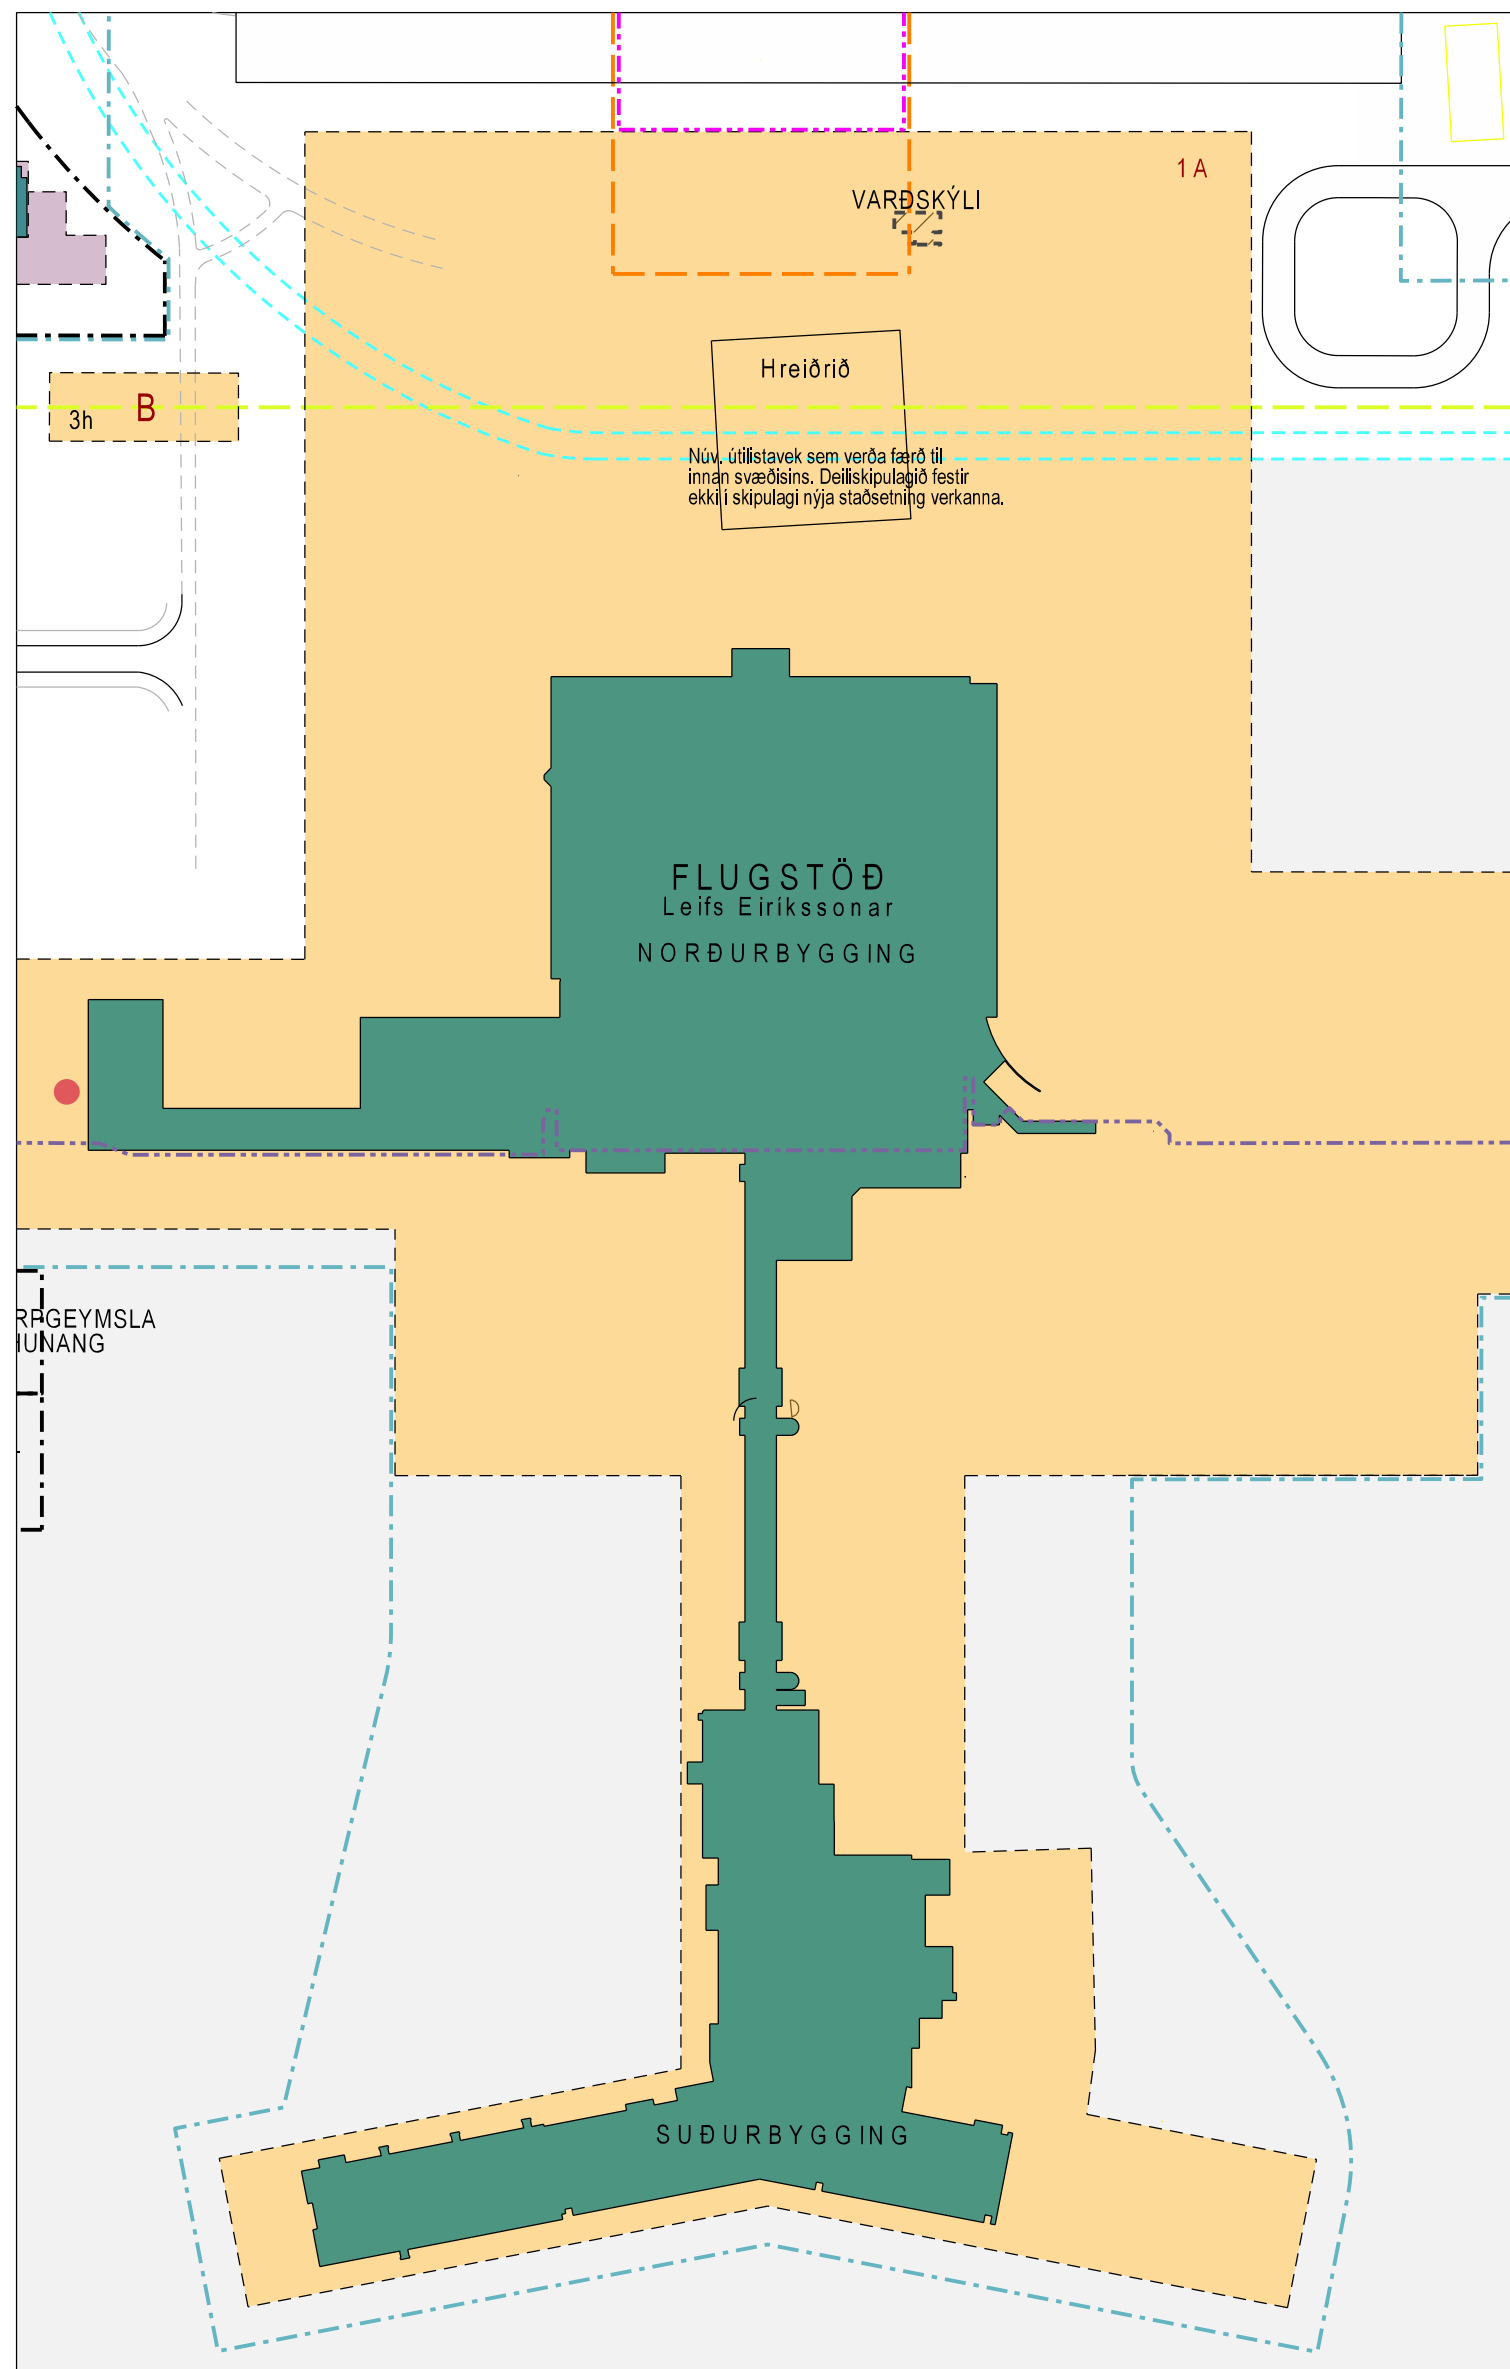 1 A
VARÐSKÝLI
Hreiðrið
3h
B
Núv. útilistavek sem verða færð til
innan svæðisins. Deiliskipulagið festir
ekki í skipulagi nýja staðsetning verkanna.
FLUGSTÖÐ
Leifs Eiríkssonar
NORÐURBYGGING
RPGEYMSLA
HUNANG
SUÐURBYGGING